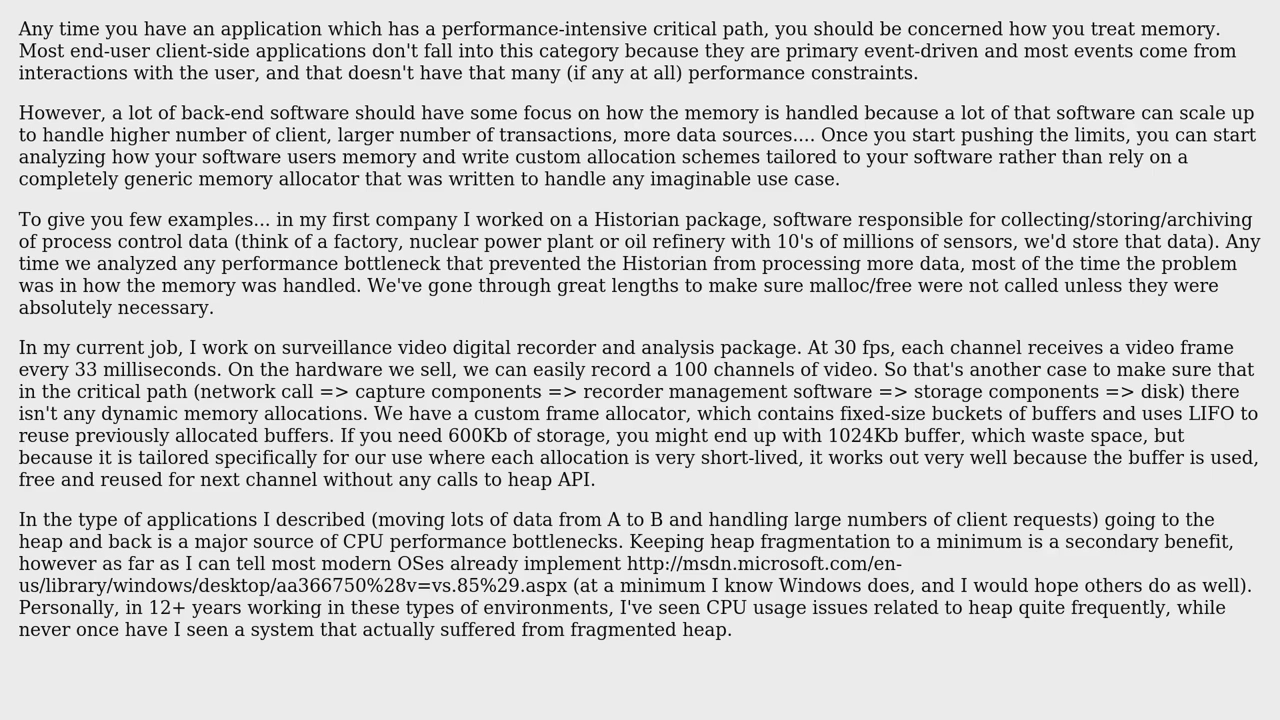 Any time you have an application which has a performance-intensive critical path, you should be concerned how you treat memory.
Most end-user client-side applications don't fall into this category because they are primary event-driven and most events come from
interactions with the user, and that doesn't have that many (if any at all) performance constraints.
However, a lot of back-end software should have some focus on how the memory is handled because a lot of that software can scale up
to handle higher number of client, larger number of transactions, more data sources.... Once you start pushing the limits, you can start
analyzing how your software users memory and write custom allocation schemes tailored to your software rather than rely on a
completely generic memory allocator that was written to handle any imaginable use case.
To give you few examples... in my first company I worked on a Historian package, software responsible for collecting/storing/archiving
of process control data (think of a factory, nuclear power plant or oil refinery with 10's of millions of sensors, we'd store that data). Any
time we analyzed any performance bottleneck that prevented the Historian from processing more data, most of the time the problem
was in how the memory was handled. We've gone through great lengths to make sure malloc/free were not called unless they were
absolutely necessary.
In my current job, I work on surveillance video digital recorder and analysis package. At 30 fps, each channel receives a video frame
every 33 milliseconds. On the hardware we sell, we can easily record a 100 channels of video. So that's another case to make sure that
in the critical path (network call => capture components => recorder management software => storage components => disk) there
isn't any dynamic memory allocations. We have a custom frame allocator, which contains fixed-size buckets of buffers and uses LIFO to
reuse previously allocated buffers. If you need 600Kb of storage, you might end up with 1024Kb buffer, which waste space, but
because it is tailored specifically for our use where each allocation is very short-lived, it works out very well because the buffer is used,
free and reused for next channel without any calls to heap API.
In the type of applications I described (moving lots of data from A to B and handling large numbers of client requests) going to the
heap and back is a major source of CPU performance bottlenecks. Keeping heap fragmentation to a minimum is a secondary benefit,
however as far as I can tell most modern OSes already implement http://msdn.microsoft.com/en-
us/library/windows/desktop/aa366750%28v=vs.85%29.aspx (at a minimum I know Windows does, and I would hope others do as well).
Personally, in 12+ years working in these types of environments, I've seen CPU usage issues related to heap quite frequently, while
never once have I seen a system that actually suffered from fragmented heap.